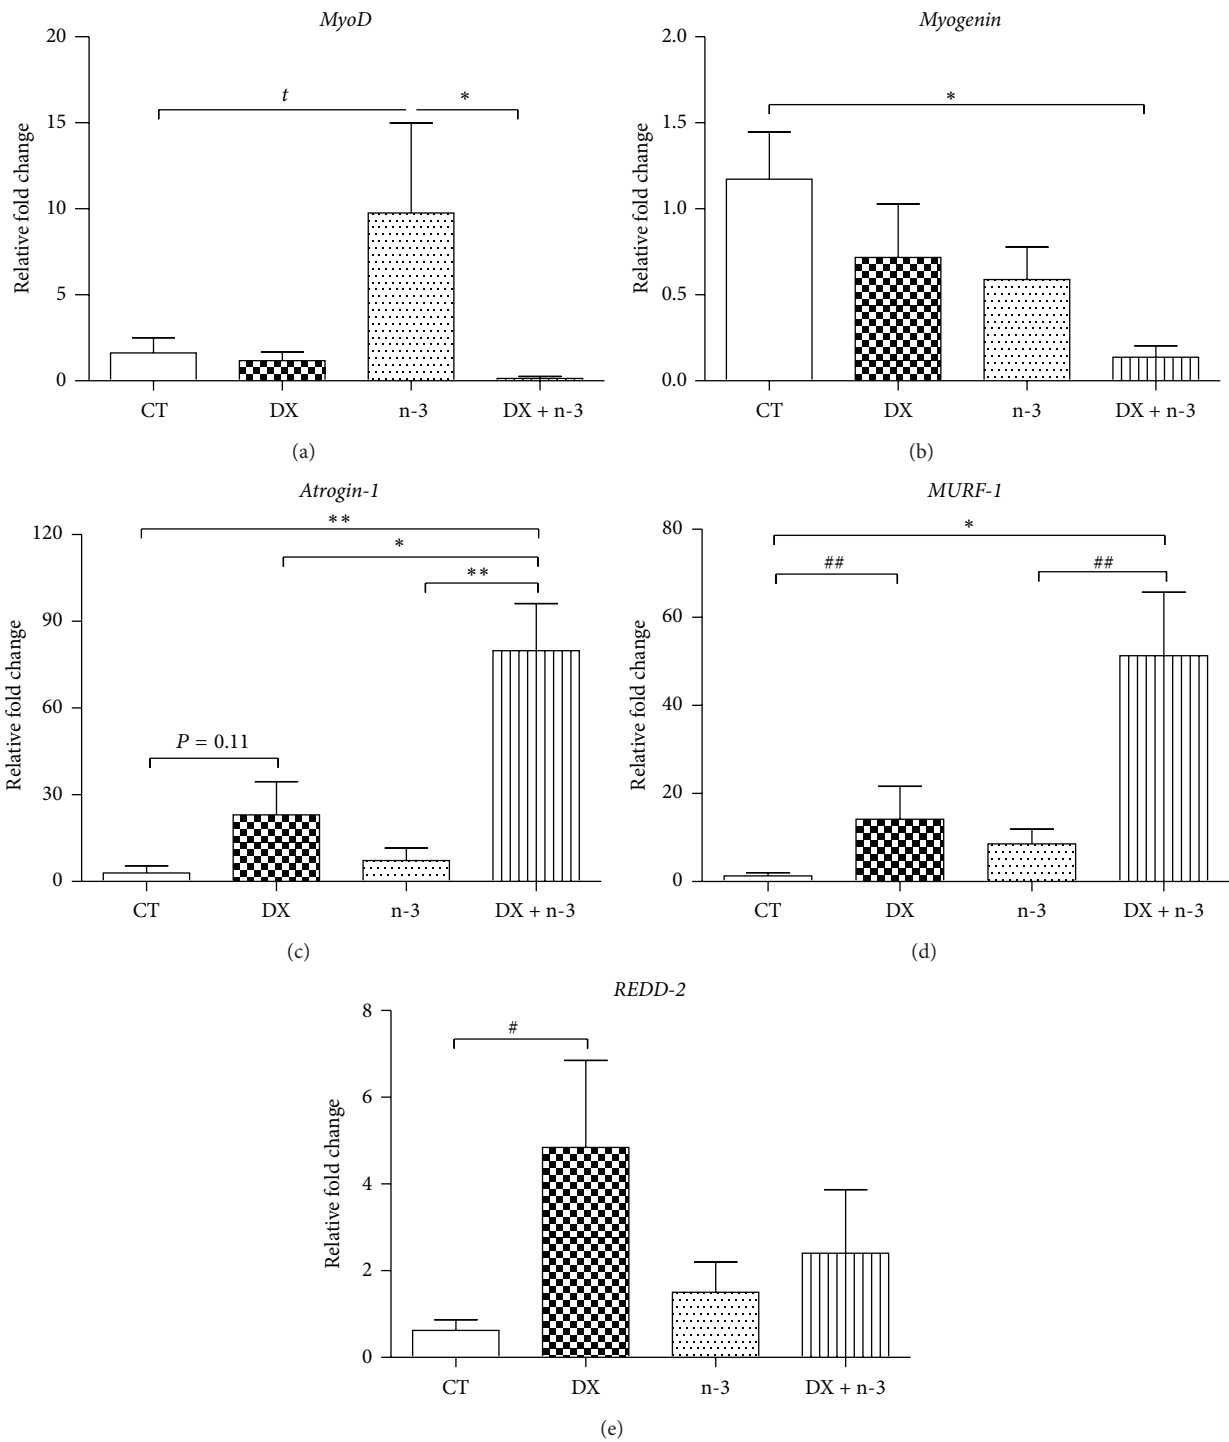 MyoD
20
15
10
5
0
Relative fold change
t
*
CT DX n-3 DX + n-3
(a)
Myogenin
2.0
1.5
1.0
0.5
0.0
Relative fold change
*
CT DX n-3 DX + n-3
(b)
Atrogin-1
120
90
60
30
0
Relative fold change
**
*
**
P = 0.11
CT DX n-3 DX + n-3
(c)
MURF-1
80
60
40
20
0
Relative fold change
*
## ##
CT DX n-3 DX + n-3
(d)
REDD-2
8
6
4
2
0
Relative fold change
#
CT DX n-3 DX + n-3
(e)